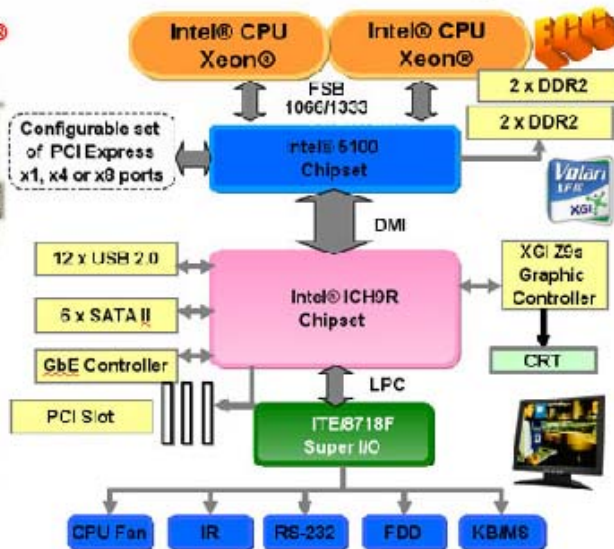 Intel® CPU
Xeon®
Intel® CPU
Xeon®
ECC
FSB
1066/1333
2 x DDR2
2 x DDR2
Configurable set
of PCI Express
x1, x4 or x8 ports
Intel® 5100
Chipset
Volari
XGI
DMI
12 x USB 2.0
6 x SATA II
GbE Controller
PCI Slot
Intel® ICH9R
Chipset
XGI Z9s
Graphic
Controller
CRT
LPC
ITE/8718F
Super I/O
CPU Fan
IR
RS-232
FDD
KB/MS